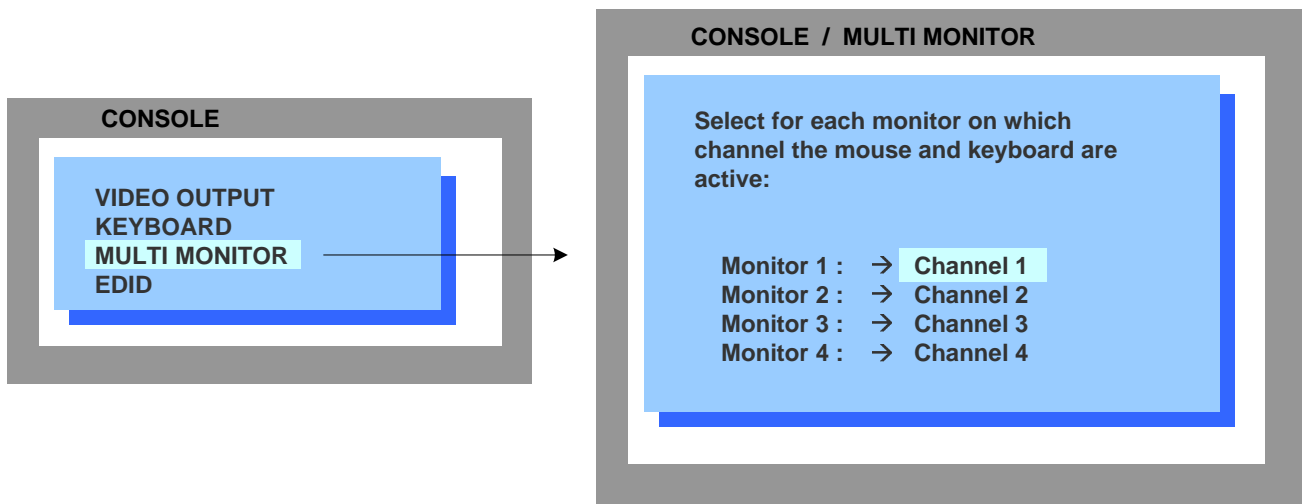 CONSOLE
VIDEO OUTPUT
KEYBOARD
MULTI MONITOR
EDID
CONSOLE / MULTI MONITOR
Select for each monitor on which
channel the mouse and keyboard are
active:
Monitor 1 : → Channel 1
Monitor 2 : → Channel 2
Monitor 3 : → Channel 3
Monitor 4 : → Channel 4